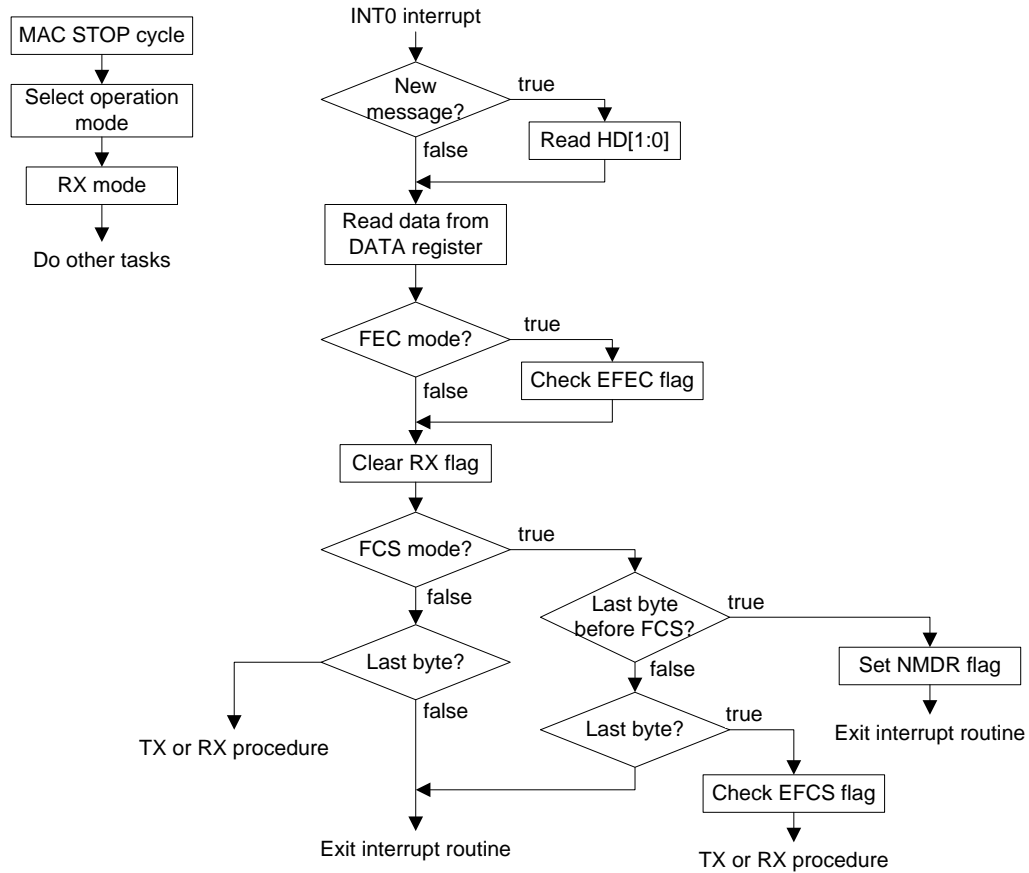 MAC STOP cycle
Select operation
mode
RX mode
Do other tasks
INT0 interrupt
New
message?
true
Read HD[1:0]
false
Read data from
DATA register
FEC mode?
true
Check EFEC flag
false
Clear RX flag
FCS mode?
true
false
Last byte
before FCS?
true
Last byte?
false
Set NMDR flag
false
Last byte?
true
Exit interrupt routine
TX or RX procedure
Check EFCS flag
Exit interrupt routine
TX or RX procedure